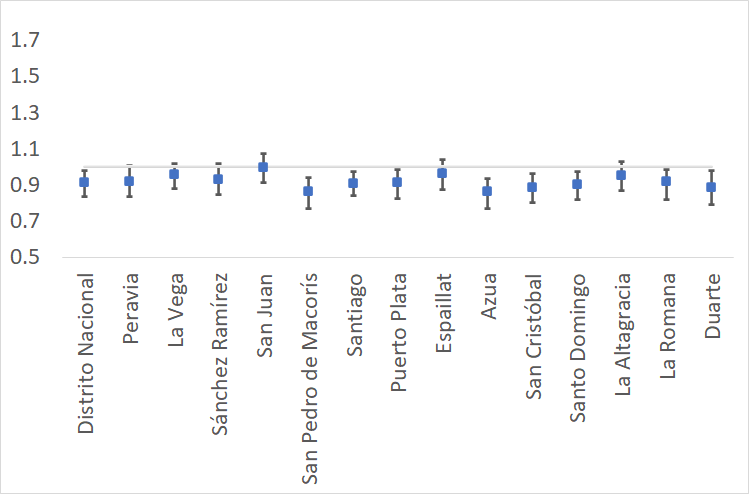 1.7
1.5
1.3
1.1
0.9
0.7
0.5
Distrito Nacional
Peravia
La Vega
Sánchez Ramírez
San Juan
San Pedro de Macorís
Santiago
Puerto Plata
Espaillat
Azua
San Cristóbal
Santo Domingo
La Altagracia
La Romana
Duarte